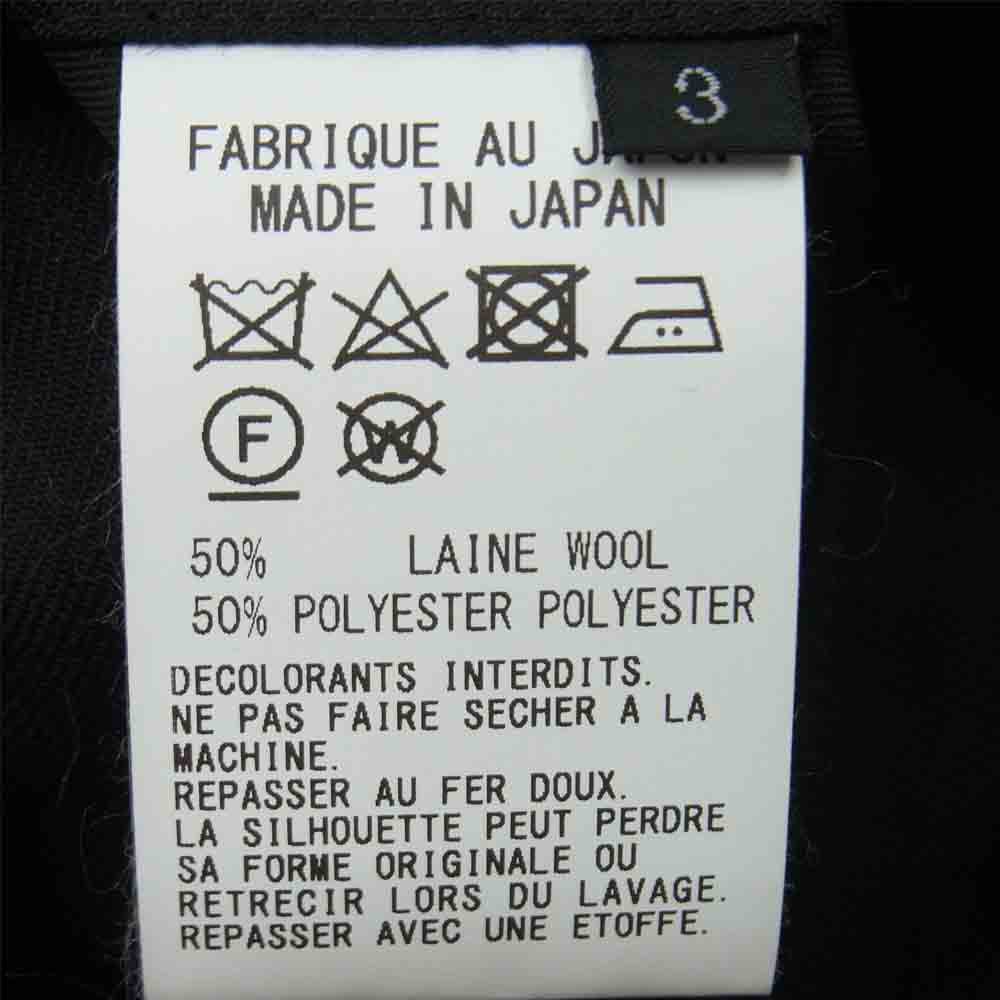 3
FABRIQUE AU JAPON
MADE IN JAPAN
F
W
50% LAINE WOOL
50% POLYESTER POLYESTER
DECOLORANTS INTERDITS.
NE PAS FAIRE SECHER A LA
MACHINE.
REPASSER AU FER DOUX.
LA SILHOUETTE PEUT PERDRE
SA FORME ORIGINALE OU
RETRECIR LORS DU LAVAGE.
REPASSER AVEC UNE ETOFFE.